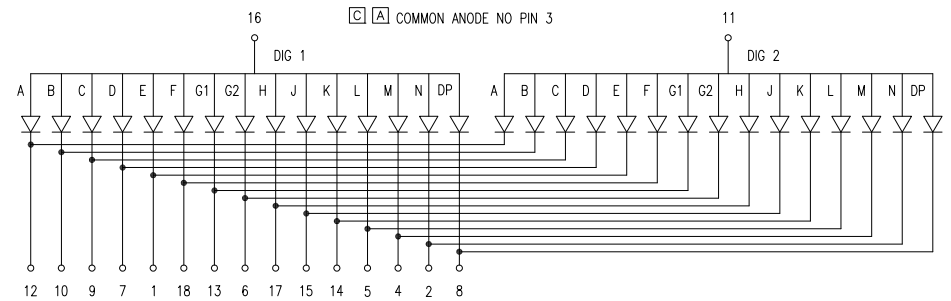 16 C A COMMON ANODE NO PIN 3 11
DIG 1 DIG 2
A B C D E F G1 G2 H J K L M N DP A B C D E F G1 G2 H J K L M N DP
12 10 9 7 1 18 13 6 17 15 14 5 4 2 8